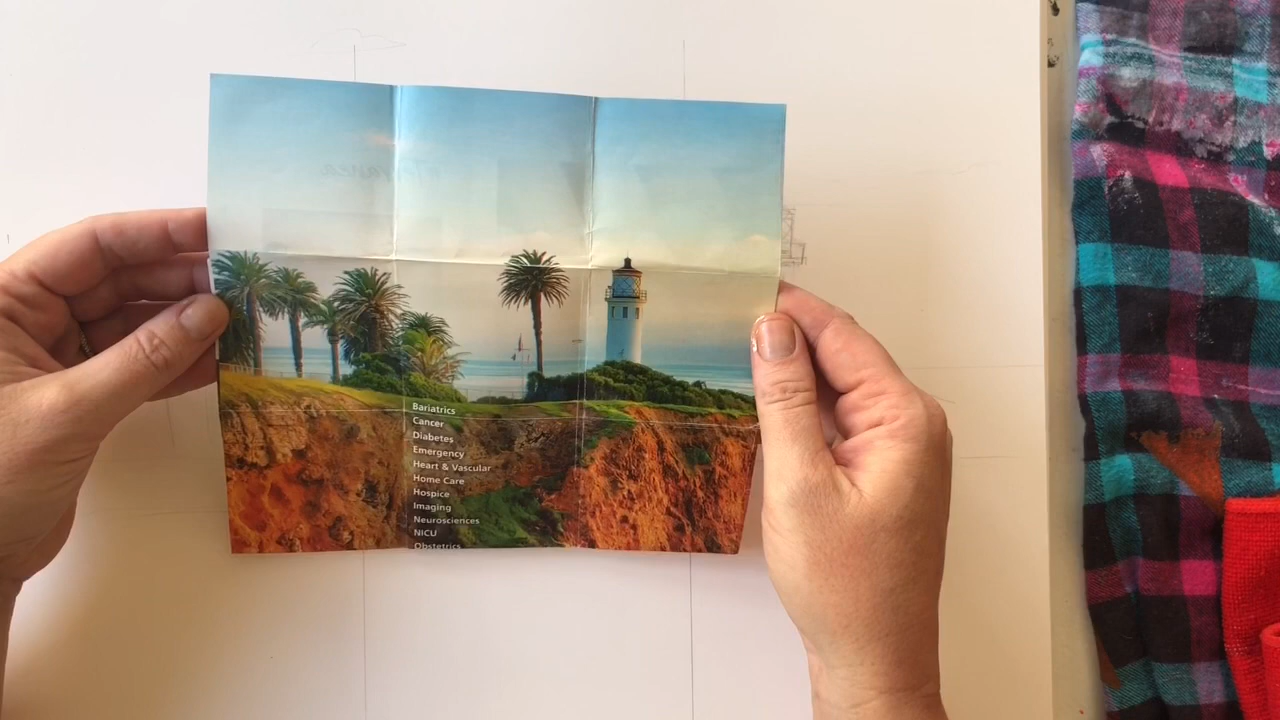 Bariatrics
Cancer
Diabetes
Emergency
Heart & Vascular
Home Care
Hospice
Imaging
Neurosciences
NICU
Obstetrics